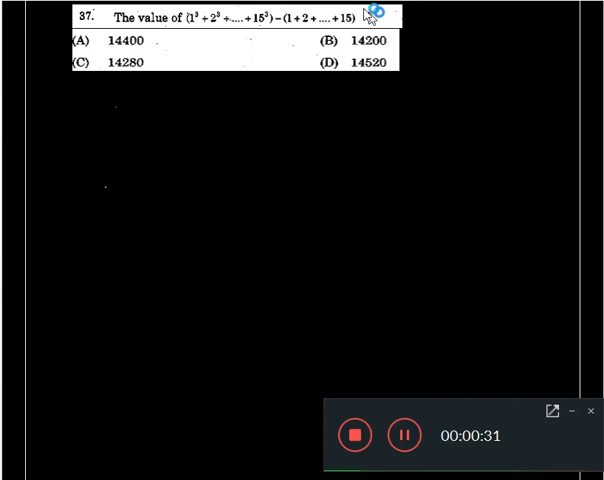 37. The value of (1³ + 2³ + .... + 15³) – (1 + 2 + .... + 15)
(A) 14400 (B) 14200
(C) 14280 (D) 14520
00:00:31